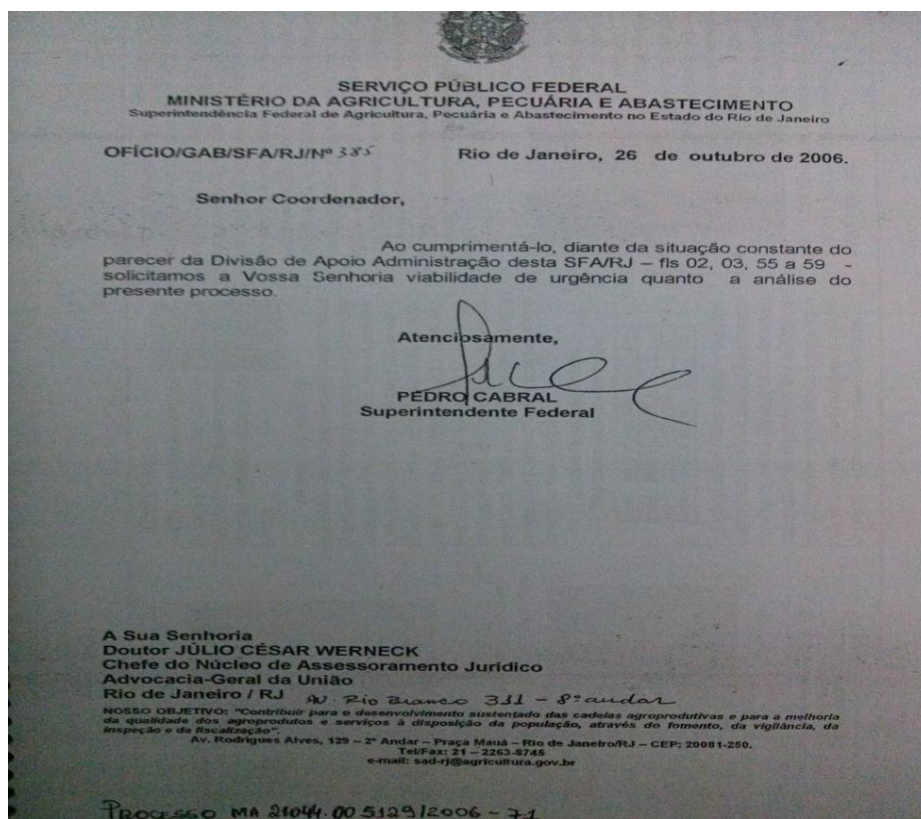 SERVIÇO PÚBLICO FEDERAL
MINISTÉRIO DA AGRICULTURA, PECUÁRIA E ABASTECIMENTO
Superintendência Federal de Agricultura, Pecuária e Abastecimento no Estado do Rio de Janeiro
OFÍCIO/GAB/SFA/RJ/Nº 385 Rio de Janeiro, 26 de outubro de 2006.
Senhor Coordenador,
Ao cumprimentá-lo, diante da situação constante do
parecer da Divisão de Apoio Administração desta SFA/RJ – fls 02, 03, 55 a 59 -
solicitamos a Vossa Senhoria viabilidade de urgência quanto a análise do
presente processo.
Atenciosamente,
PEDRO CABRAL
Superintendente Federal
A Sua Senhoria
Doutor JÚLIO CÉSAR WERNECK
Chefe do Núcleo de Assessoramento Jurídico
Advocacia-Geral da União
Rio de Janeiro / RJ Av. Rio Branco 311 - 8º andar
NOSSO OBJETIVO: "Contribuir para o desenvolvimento sustentado das cadeias agroprodutivas e para a melhoria
da qualidade dos agroprodutos e serviços à disposição da população, através do fomento, da vigilância, da
inspeção e da fiscalização".
Av. Rodrigues Alves, 129 – 2º Andar – Praça Mauá – Rio de Janeiro/RJ – CEP: 20081-250.
Tel/Fax: 21 – 2263-8745
e-mail: sad-rj@agricultura.gov.br
PROCESSO MA 21044.005129/2006-71